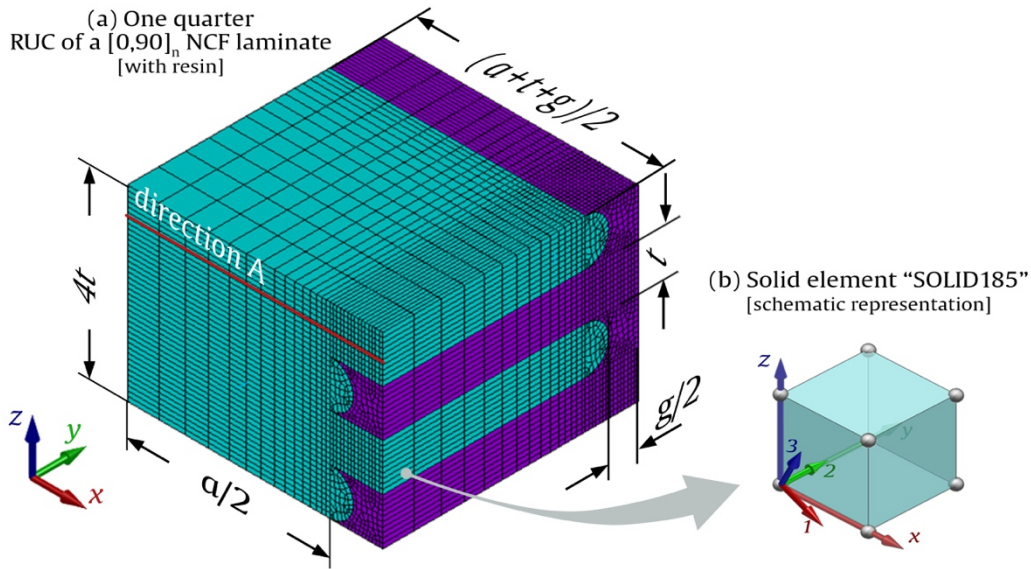 (a) One quarter
RUC of a [0,90]n NCF laminate
[with resin]
(a+t+g)/2
direction A
4t
t
(b) Solid element “SOLID185”
[schematic representation]
g/2
a/2
z
y
x
z
y
3
2
1
x